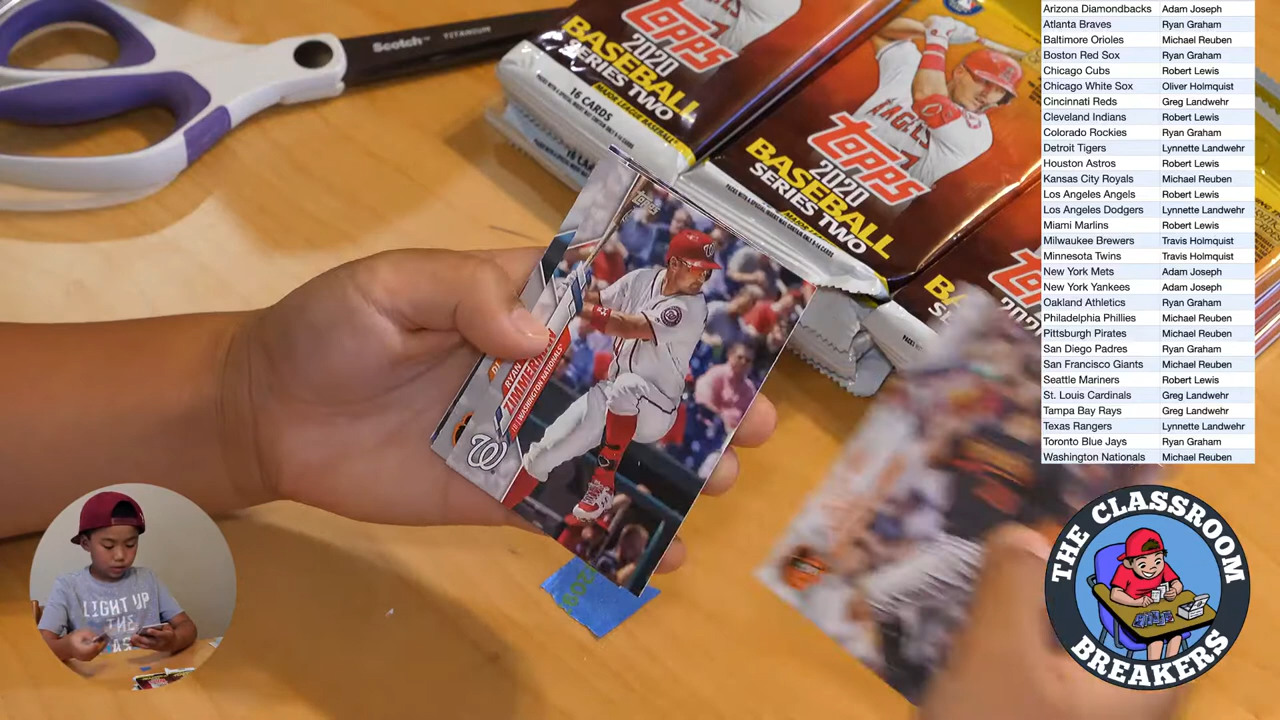 Scotch™ TITANIUM
TOPPS
2020
BASEBALL
SERIES TWO
16 CARDS
MAJOR LEAGUE BASEBALL
ANGELS
TOPPS
2020
BASEBALL
SERIES TWO
TOPPS
RYAN
ZIMMERMAN
WASHINGTON NATIONALS
W
LIGHT UP
THE
Arizona Diamondbacks Adam Joseph
Atlanta Braves Ryan Graham
Baltimore Orioles Michael Reuben
Boston Red Sox Ryan Graham
Chicago Cubs Robert Lewis
Chicago White Sox Oliver Holmquist
Cincinnati Reds Greg Landwehr
Cleveland Indians Robert Lewis
Colorado Rockies Ryan Graham
Detroit Tigers Lynnette Landwehr
Houston Astros Robert Lewis
Kansas City Royals Michael Reuben
Los Angeles Angels Robert Lewis
Los Angeles Dodgers Lynnette Landwehr
Miami Marlins Robert Lewis
Milwaukee Brewers Travis Holmquist
Minnesota Twins Travis Holmquist
New York Mets Adam Joseph
New York Yankees Adam Joseph
Oakland Athletics Ryan Graham
Philadelphia Phillies Michael Reuben
Pittsburgh Pirates Michael Reuben
San Diego Padres Ryan Graham
San Francisco Giants Michael Reuben
Seattle Mariners Robert Lewis
St. Louis Cardinals Greg Landwehr
Tampa Bay Rays Greg Landwehr
Texas Rangers Lynnette Landwehr
Toronto Blue Jays Ryan Graham
Washington Nationals Michael Reuben
THE CLASSROOM
BREAKERS